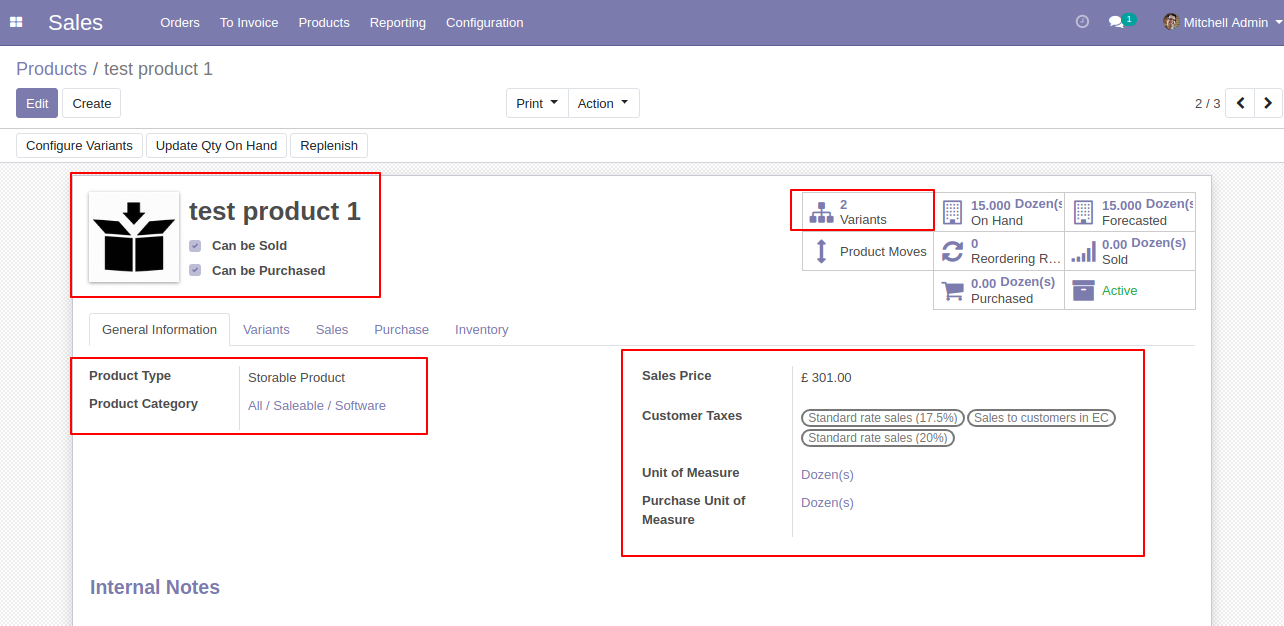 Sales Orders To Invoice Products Reporting Configuration 1 Mitchell Admin
Products / test product 1
Edit Create Print Action 2 / 3
Configure Variants Update Qty On Hand Replenish
test product 1
Can be Sold
Can be Purchased
2 Variants
15.000 Dozen(s On Hand
15.000 Dozen(s Forecasted
Product Moves
0 Reordering R...
0.00 Dozen(s) Sold
0.00 Dozen(s) Purchased
Active
General Information Variants Sales Purchase Inventory
Product Type Storable Product
Product Category All / Saleable / Software
Sales Price £ 301.00
Customer Taxes Standard rate sales (17.5%) Sales to customers in EC
Standard rate sales (20%)
Unit of Measure Dozen(s)
Purchase Unit of Dozen(s)
Measure
Internal Notes